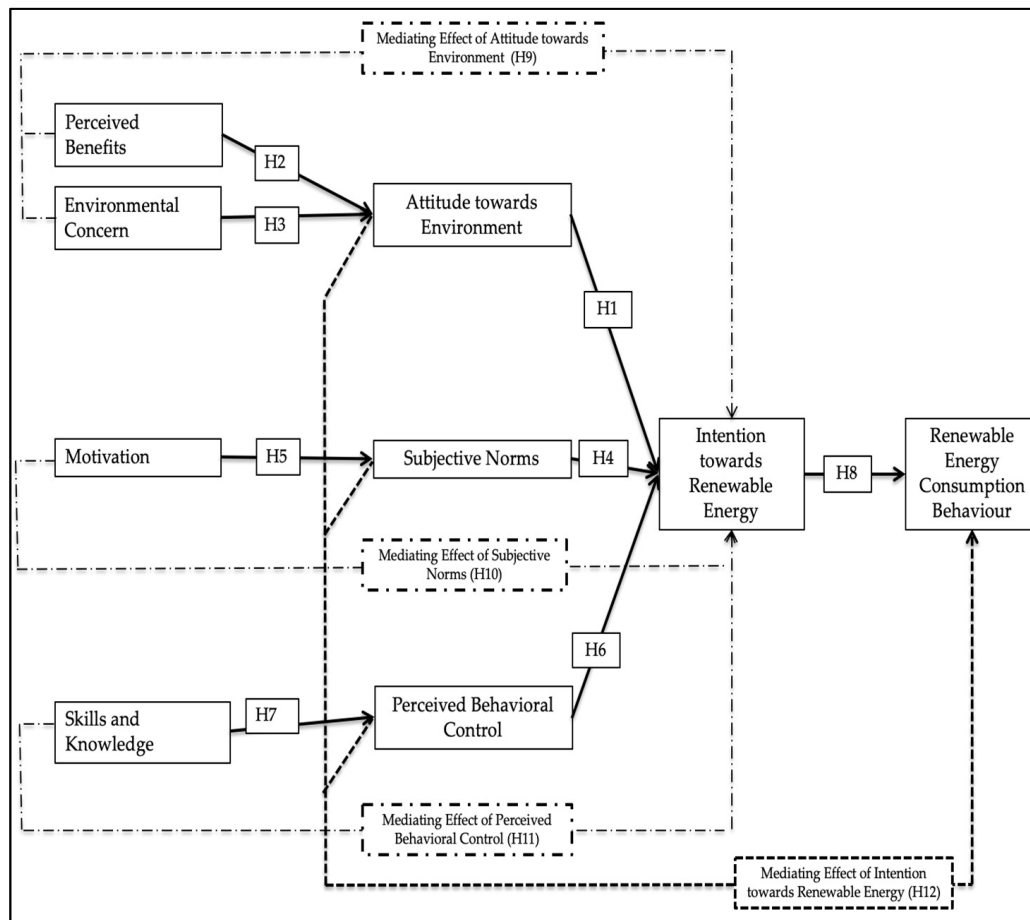 Mediating Effect of Attitude towards
Environment (H9)
Perceived
Benefits
H2
Environmental
Concern
H3
Attitude towards
Environment
H1
Motivation
H5
Subjective Norms
H4
Intention
towards
Renewable
Energy
H8
Renewable
Energy
Consumption
Behaviour
Mediating Effect of Subjective
Norms (H10)
H6
Skills and
Knowledge
H7
Perceived Behavioral
Control
Mediating Effect of Perceived
Behavioral Control (H11)
Mediating Effect of Intention
towards Renewable Energy (H12)